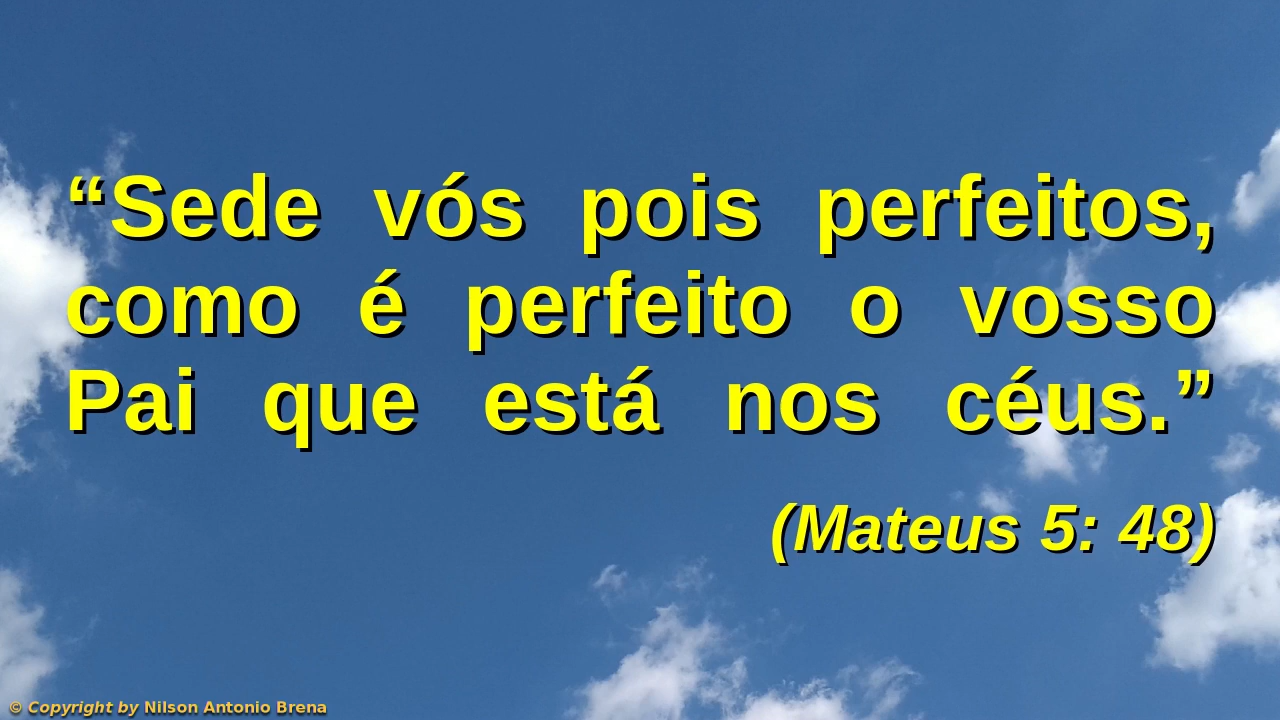 “Sede vós pois perfeitos,
como é perfeito o vosso
Pai que está nos céus.”
(Mateus 5: 48)
© Copyright by Nilson Antonio Brena